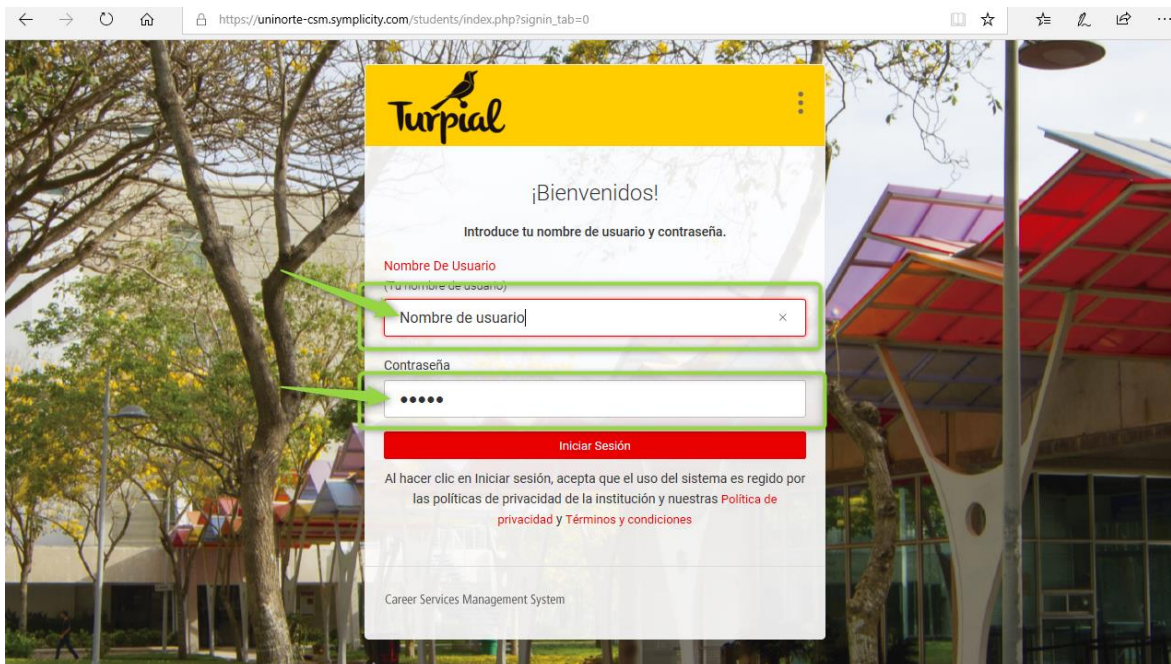 https://uninorte-csm.symplicity.com/students/index.php?signin_tab=0
Turpial
¡Bienvenidos!
Introduce tu nombre de usuario y contraseña.
Nombre De Usuario
(Tu nombre de usuario)
Nombre de usuario
Contraseña
Iniciar Sesión
Al hacer clic en Iniciar sesión, acepta que el uso del sistema es regido por
las políticas de privacidad de la institución y nuestras Política de
privacidad y Términos y condiciones
Career Services Management System